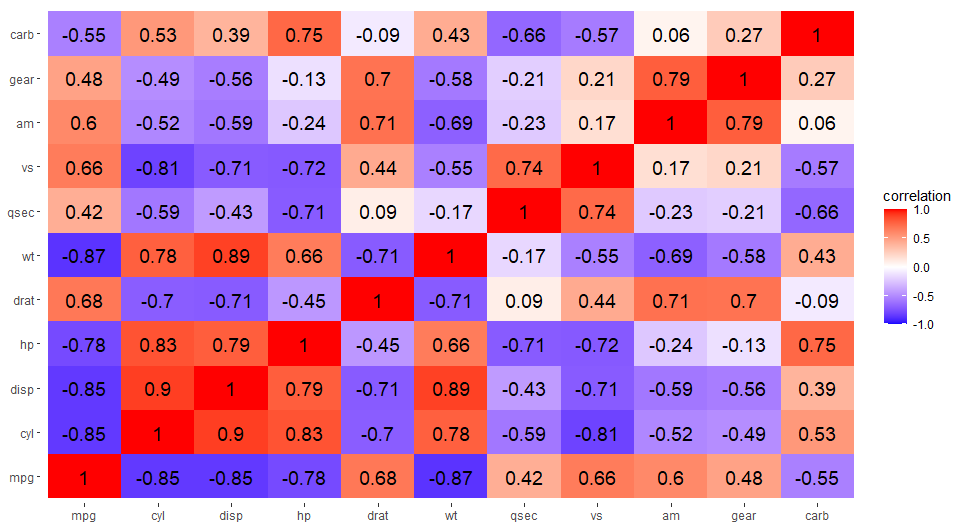 carb -0.55 0.53 0.39 0.75 -0.09 0.43 -0.66 -0.57 0.06 0.27 1
gear 0.48 -0.49 -0.56 -0.13 0.7 -0.58 -0.21 0.21 0.79 1 0.27
am 0.6 -0.52 -0.59 -0.24 0.71 -0.69 -0.23 0.17 1 0.79 0.06
vs 0.66 -0.81 -0.71 -0.72 0.44 -0.55 0.74 1 0.17 0.21 -0.57
qsec 0.42 -0.59 -0.43 -0.71 0.09 -0.17 1 0.74 -0.23 -0.21 -0.66
wt -0.87 0.78 0.89 0.66 -0.71 1 -0.17 -0.55 -0.69 -0.58 0.43
drat 0.68 -0.7 -0.71 -0.45 1 -0.71 0.09 0.44 0.71 0.7 -0.09
hp -0.78 0.83 0.79 1 -0.45 0.66 -0.71 -0.72 -0.24 -0.13 0.75
disp -0.85 0.9 1 0.79 -0.71 0.89 -0.43 -0.71 -0.59 -0.56 0.39
cyl -0.85 1 0.9 0.83 -0.7 0.78 -0.59 -0.81 -0.52 -0.49 0.53
mpg 1 -0.85 -0.85 -0.78 0.68 -0.87 0.42 0.66 0.6 0.48 -0.55
mpg cyl disp hp drat wt qsec vs am gear carb
correlation
1.0
0.5
0.0
-0.5
-1.0